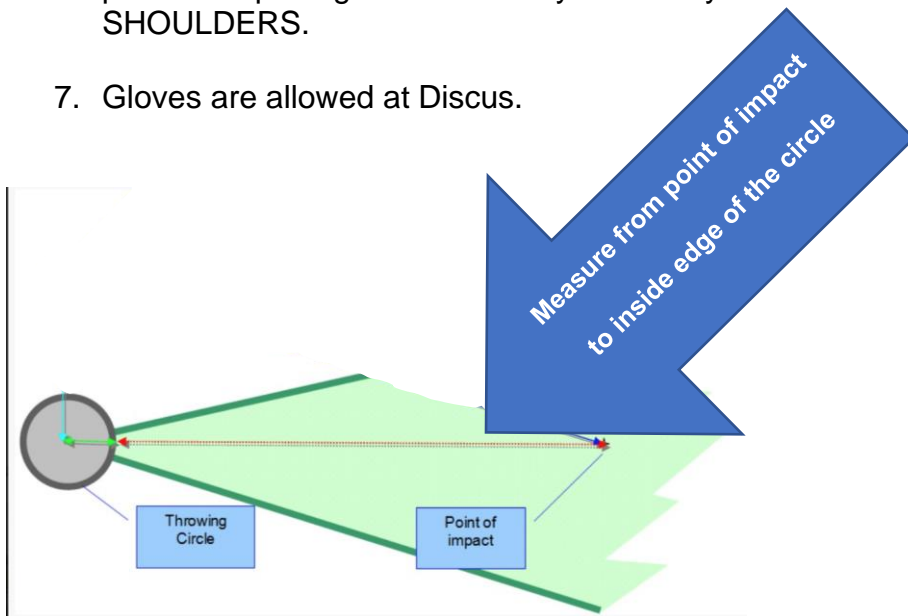 SHOULDERS.
7. Gloves are allowed at Discus.
Measure from point of impact
to inside edge of the circle
Throwing
Circle
Point of
impact